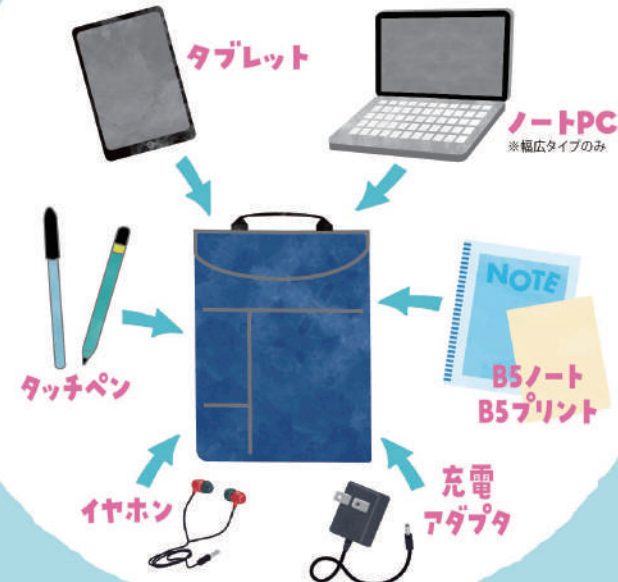 タブレット
ノートPC
※幅広タイプのみ
NOTE
タッチペン
B5ノート
B5プリント
イヤホン
充電
アダプタ